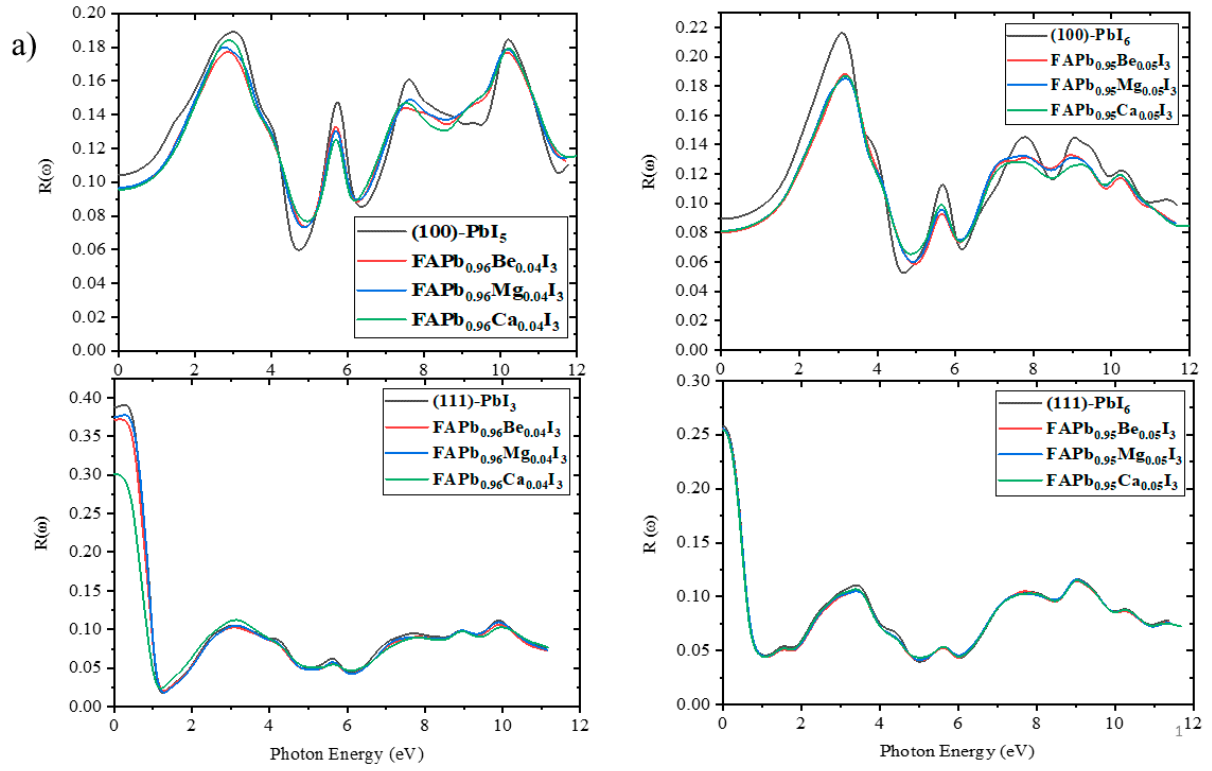 a)
R(ω)
0.20
0.18
0.16
0.14
0.12
0.10
0.08
0.06
0.04
0.02
0.00
0 2 4 6 8 10 12
(100)-PbI₅
FAPb₀.₉₆Be₀.₀₄I₃
FAPb₀.₉₆Mg₀.₀₄I₃
FAPb₀.₉₆Ca₀.₀₄I₃
R(ω)
0.22
0.20
0.18
0.16
0.14
0.12
0.10
0.08
0.06
0.04
0.02
0.00
0 2 4 6 8 10 12
(100)-PbI₆
FAPb₀.₉₅Be₀.₀₅I₃
FAPb₀.₉₅Mg₀.₀₅I₃
FAPb₀.₉₅Ca₀.₀₅I₃
R(ω)
0.40
0.35
0.30
0.25
0.20
0.15
0.10
0.05
0.00
0 2 4 6 8 10 12
Photon Energy (eV)
(111)-PbI₃
FAPb₀.₉₆Be₀.₀₄I₃
FAPb₀.₉₆Mg₀.₀₄I₃
FAPb₀.₉₆Ca₀.₀₄I₃
R (ω)
0.30
0.25
0.20
0.15
0.10
0.05
0.00
0 2 4 6 8 10 12
Photon Energy (eV)
(111)-PbI₆
FAPb₀.₉₅Be₀.₀₅I₃
FAPb₀.₉₅Mg₀.₀₅I₃
FAPb₀.₉₅Ca₀.₀₅I₃
1